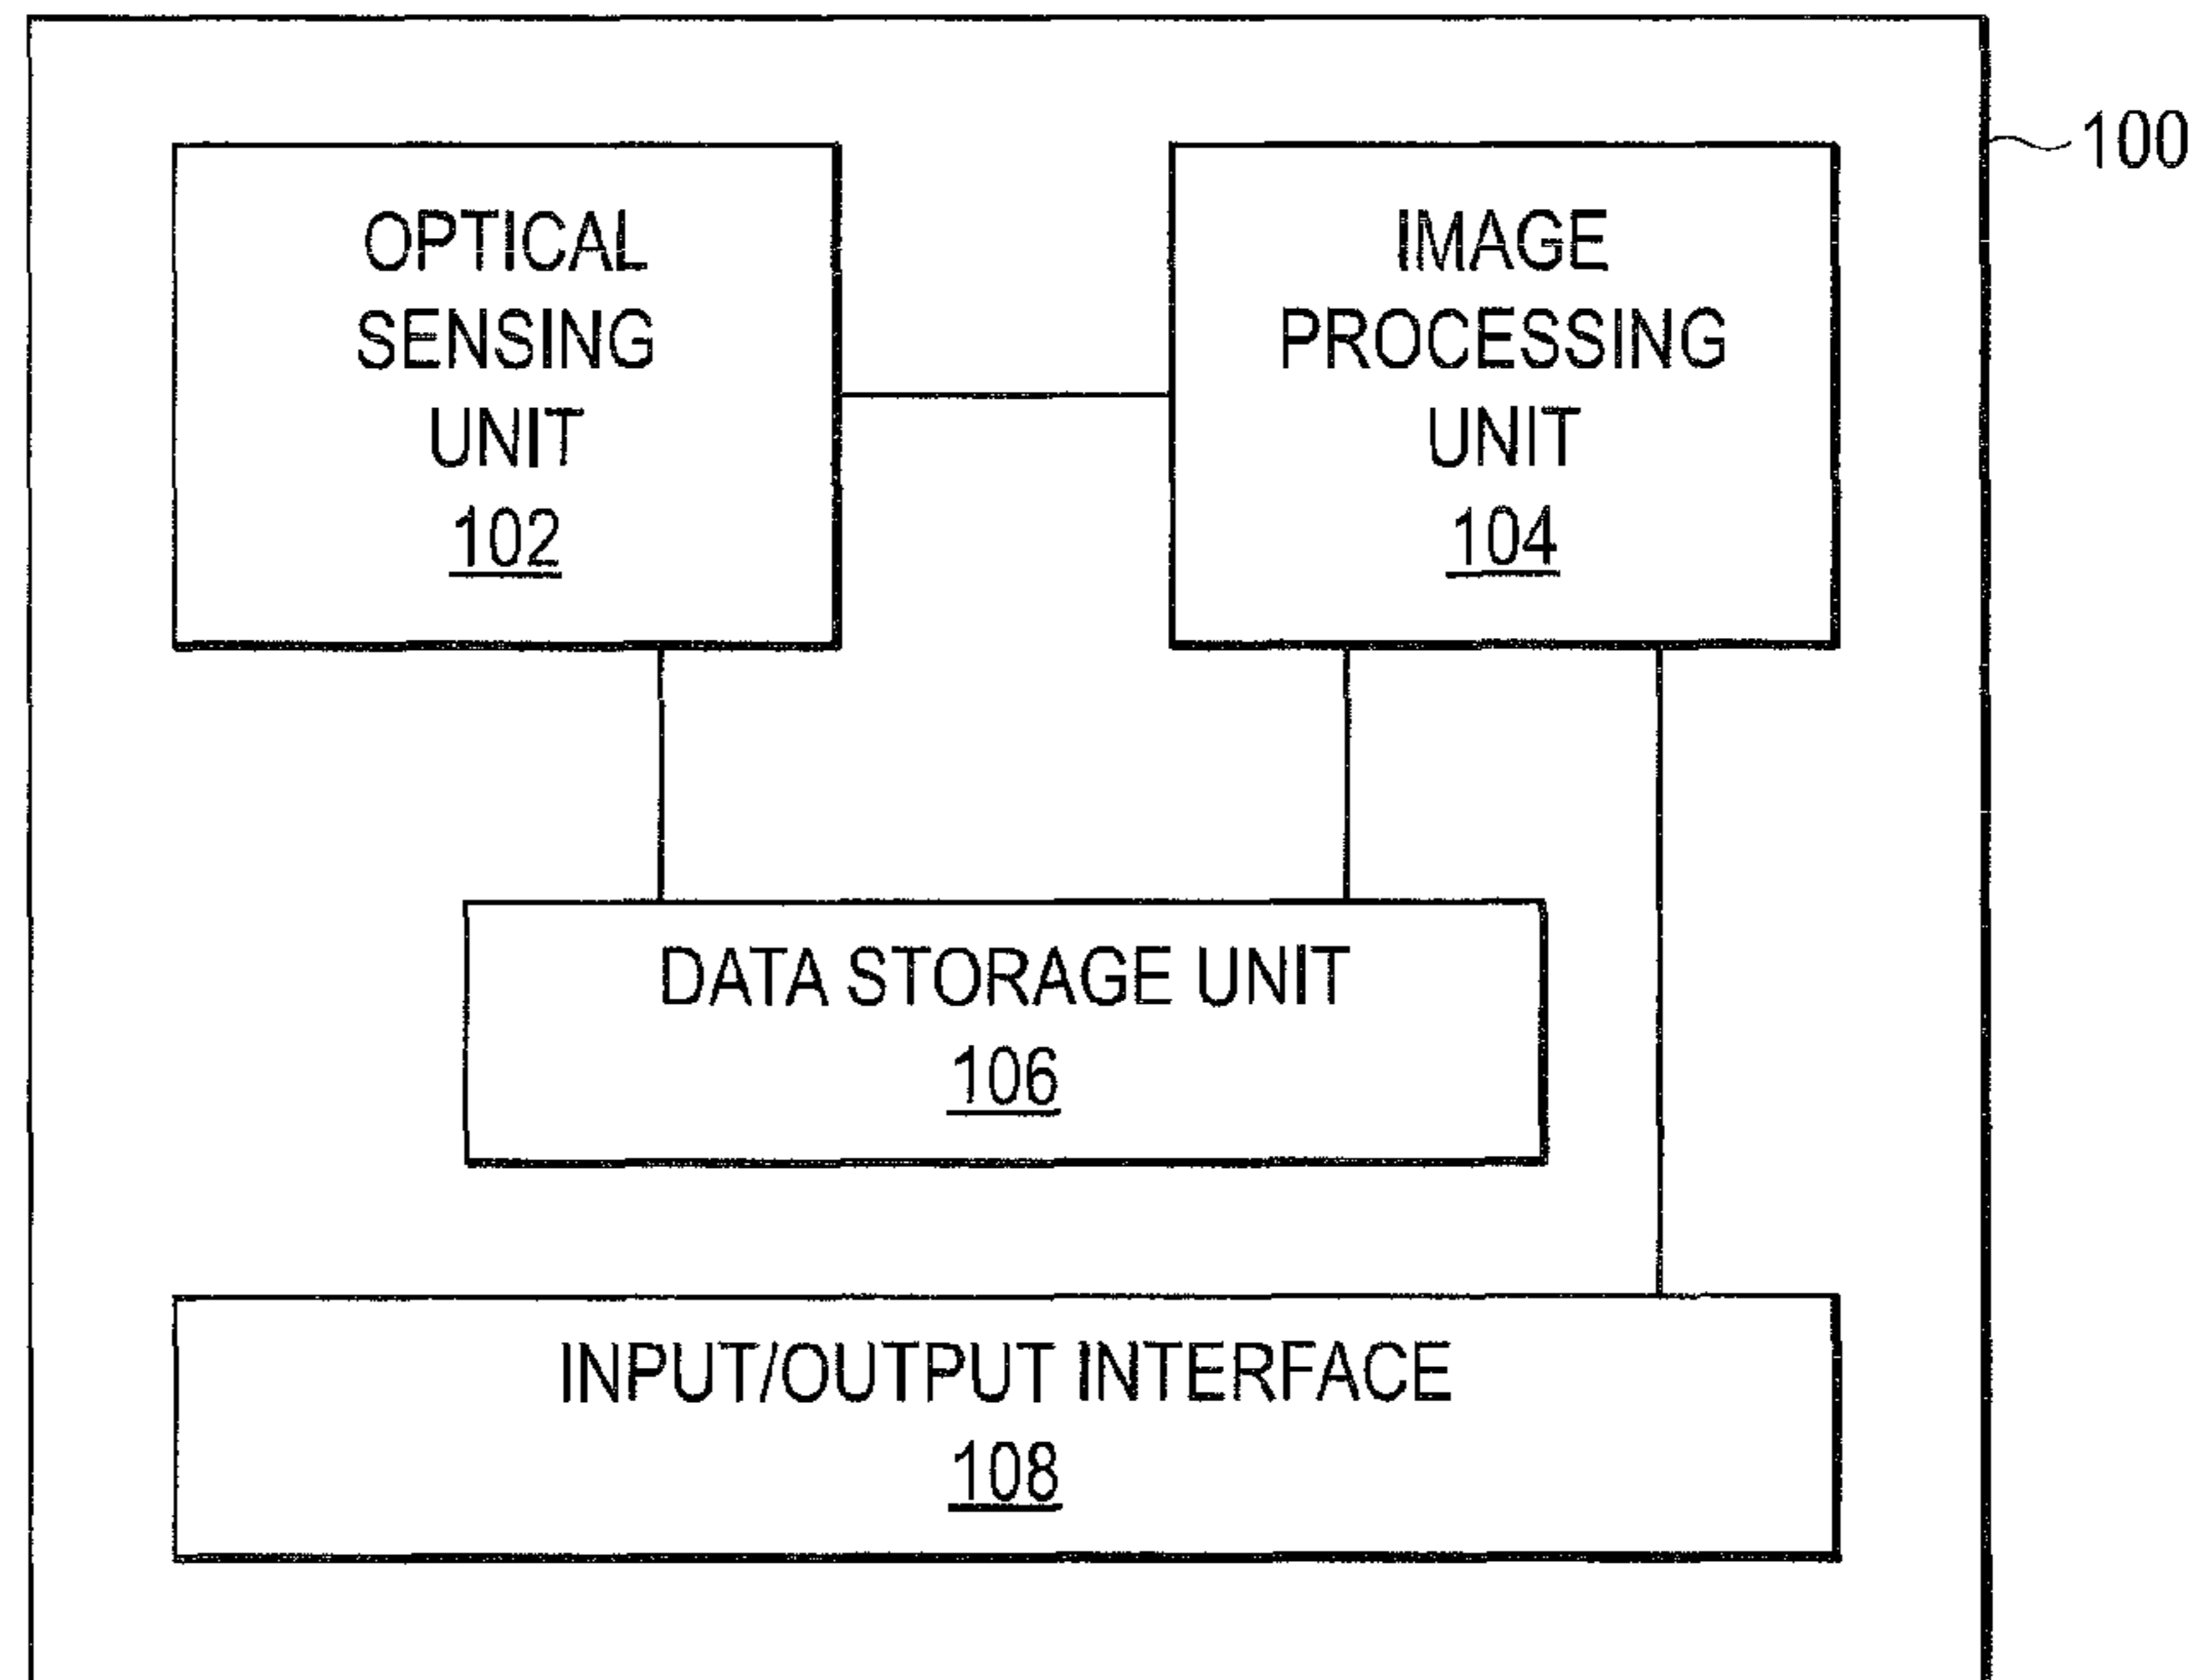 100
OPTICAL
SENSING
UNIT
102
IMAGE
PROCESSING
UNIT
104
DATA STORAGE UNIT
106
INPUT/OUTPUT INTERFACE
108